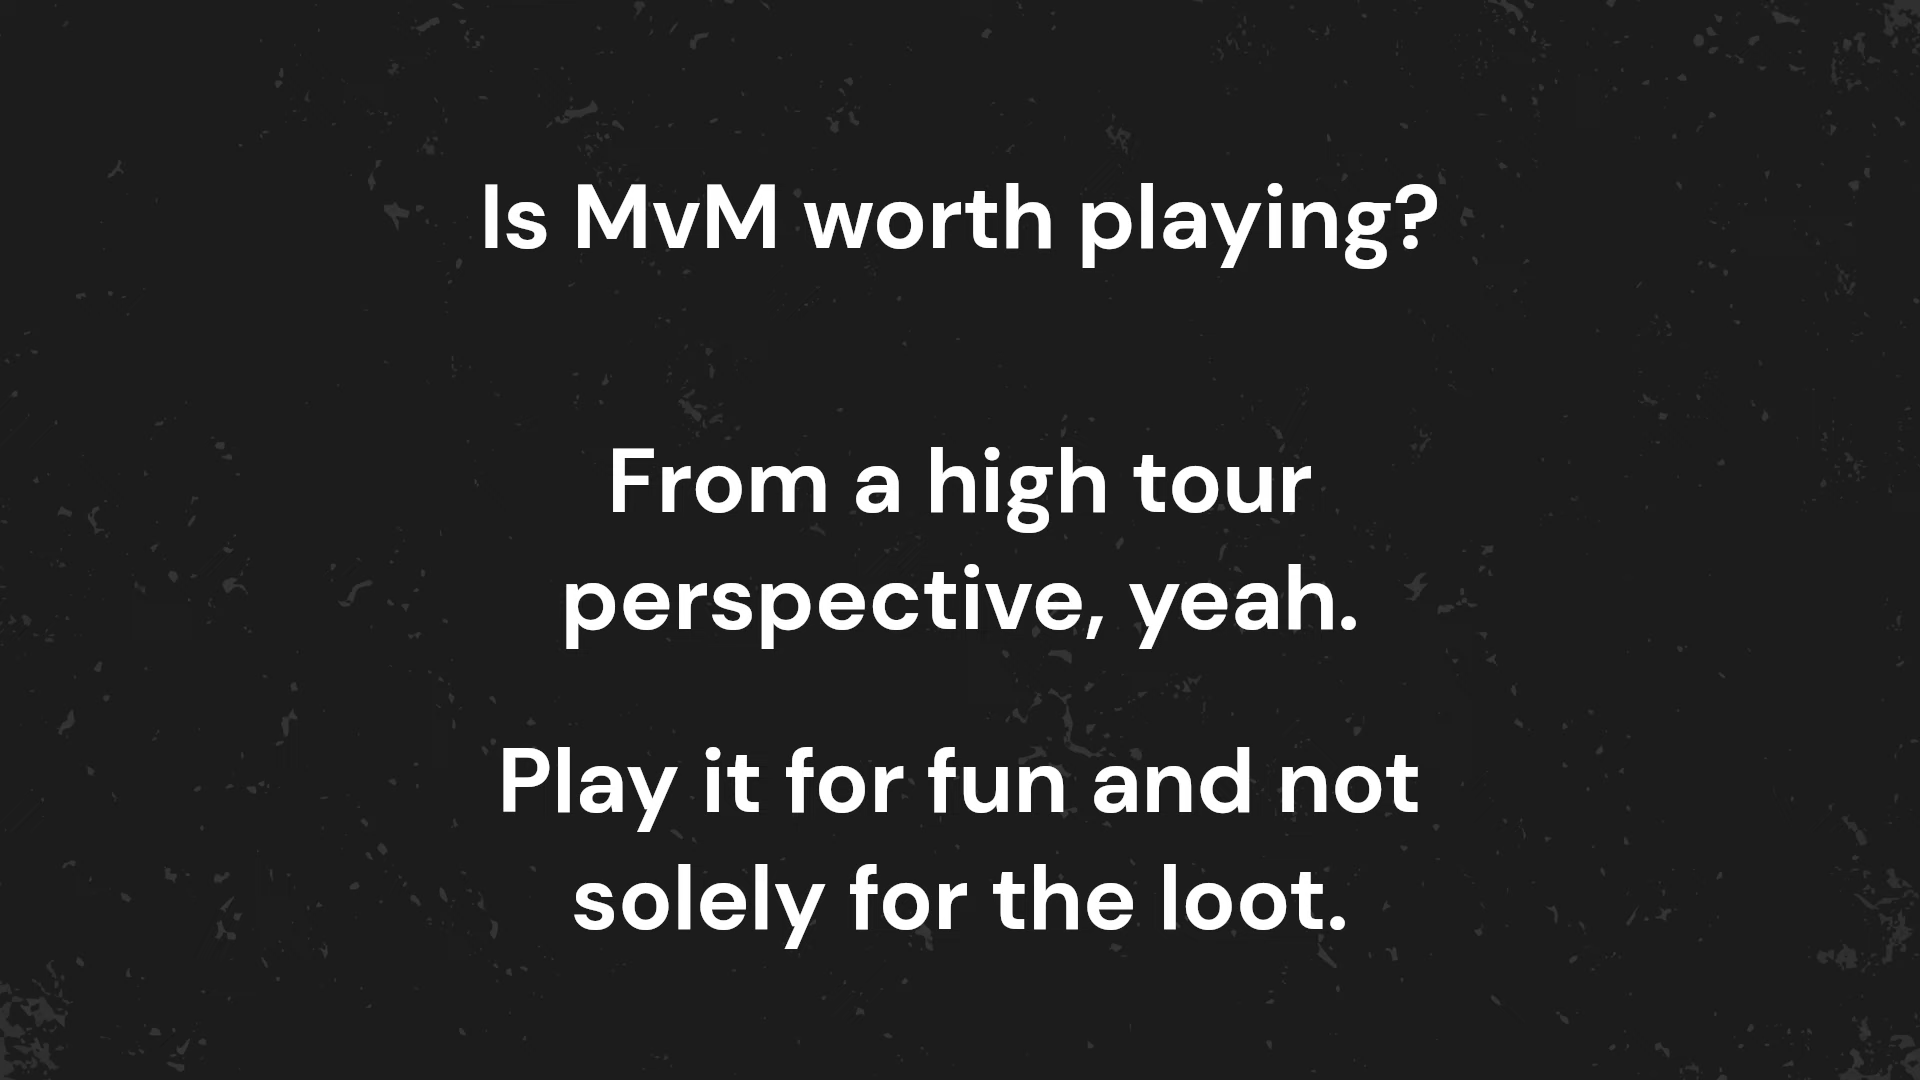 Is MvM worth playing?
From a high tour
perspective, yeah.
Play it for fun and not
solely for the loot.